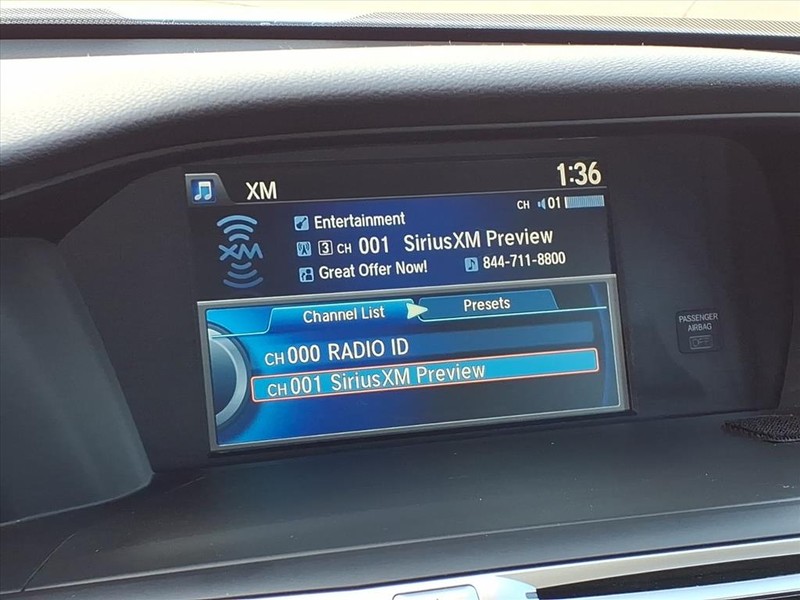 XM
1:36
CH 01
Entertainment
XM
3 CH 001 SiriusXM Preview
Great Offer Now! 844-711-8800
Channel List Presets
CH 000 RADIO ID
CH 001 SiriusXM Preview
PASSENGER
AIRBAG
OFF